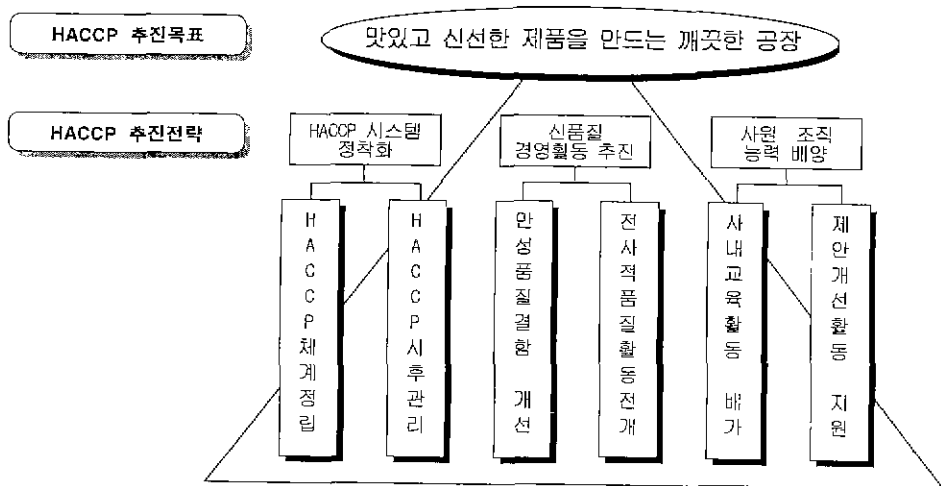 HACCP 추진목표
맛있고 신선한 제품을 만드는 깨끗한 공장
HACCP 추진전략
HACCP 시스템
정착화
신품질
경영활동 추진
사원 조직
능력 배양
HACCP체계정립
HACCP사후관리
만성품질결함 개선
전사적품질활동전개
사내교육활동 배가
제안개선활동 지원